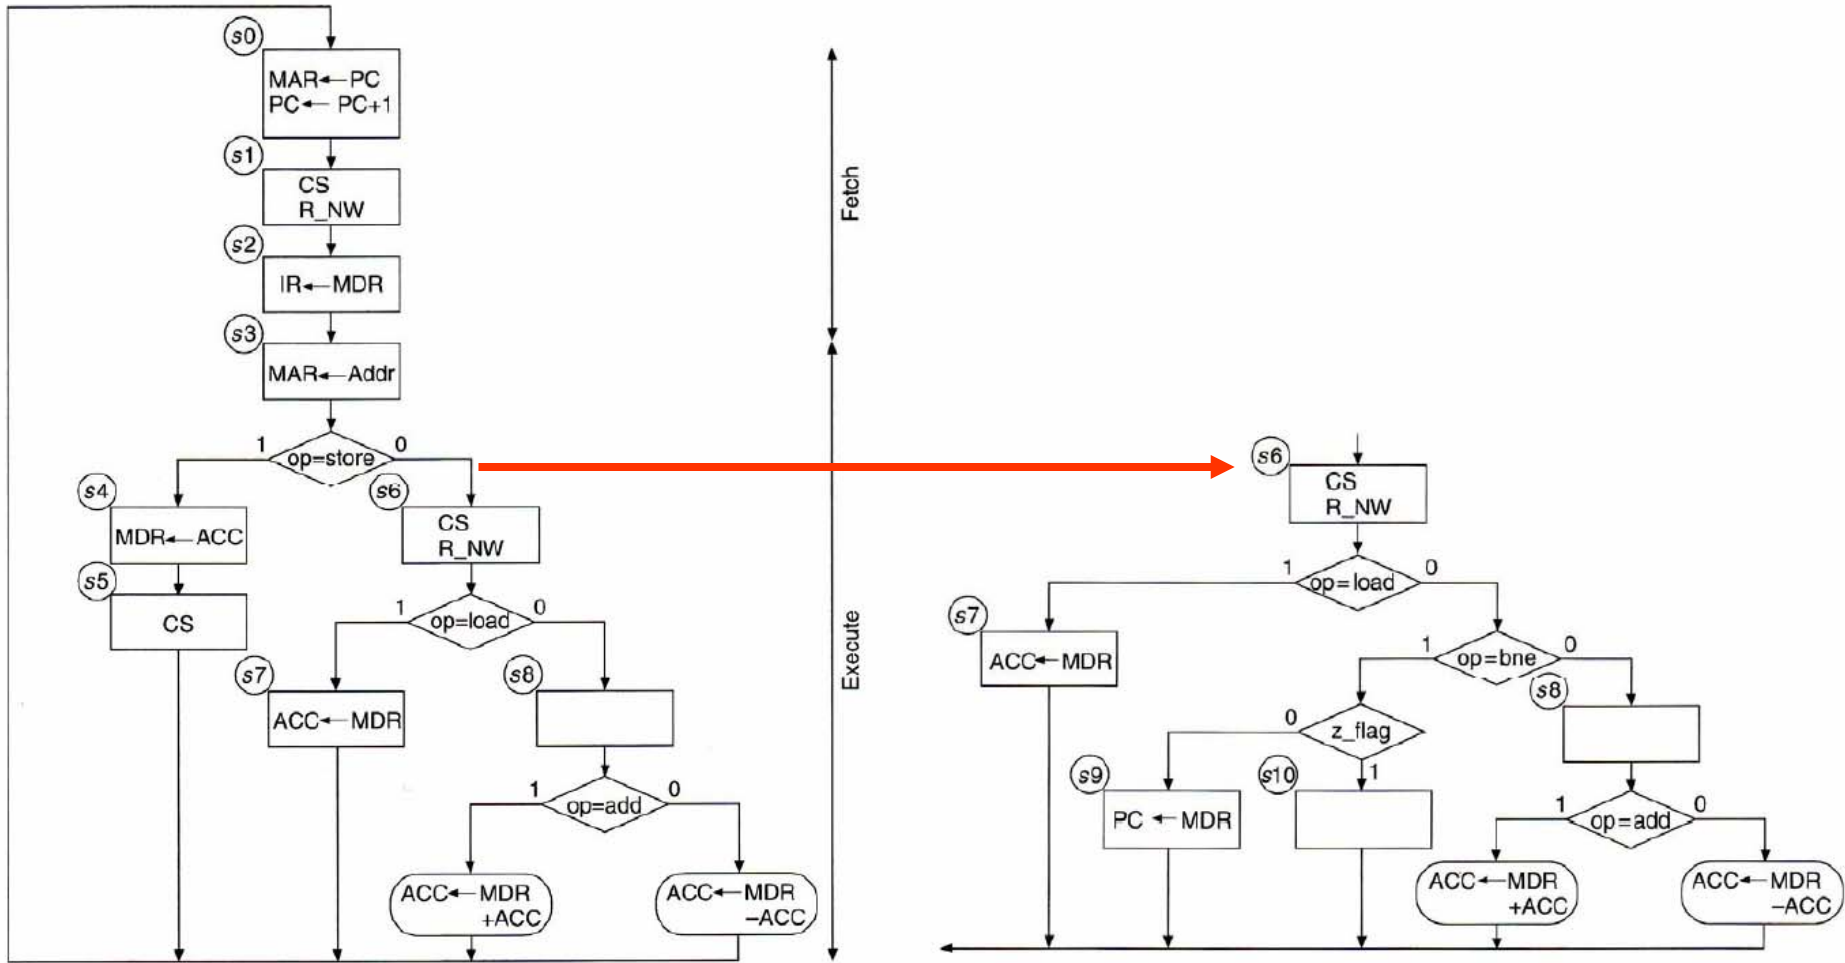 s0
MAR←PC
PC← PC+1
s1
CS
R_NW
s2
IR←MDR
s3
MAR←Addr
1
op=store
0
s4
MDR←ACC
s5
CS
s6
CS
R_NW
1
op=load
0
s7
ACC←MDR
s8
1
op=add
0
ACC←MDR
+ACC
ACC←MDR
–ACC
Fetch
Execute
s6
CS
R_NW
1
op=load
0
s7
ACC←MDR
1
op=bne
0
s8
0
z_flag
1
s9
PC ←MDR
s10
1
op=add
0
ACC←MDR
+ACC
ACC←MDR
–ACC